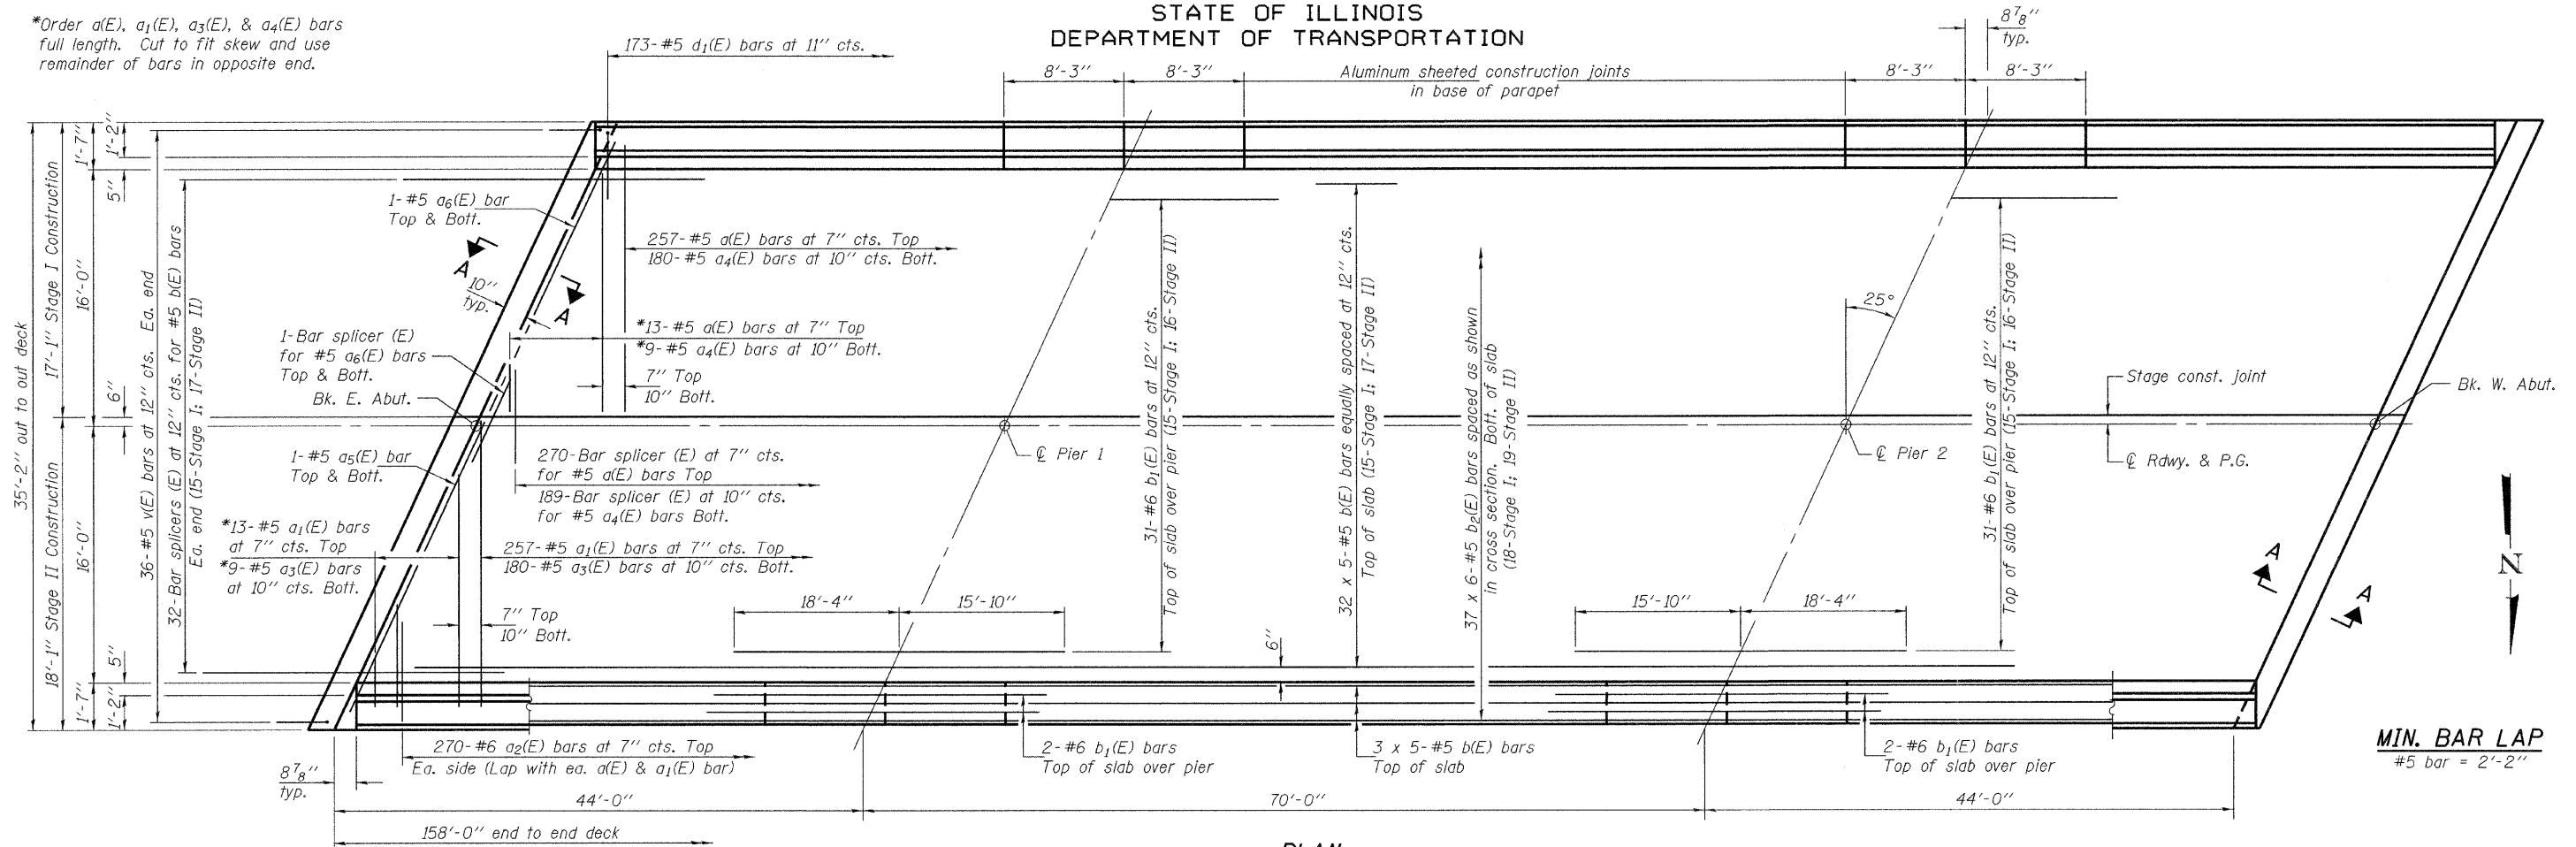 STATE OF ILLINOIS
DEPARTMENT OF TRANSPORTATION
*Order a(E), a1(E), a3(E), & a4(E) bars
full length. Cut to fit skew and use
remainder of bars in opposite end.
173-#5 d1(E) bars at 11" cts.
8'-3"
8'-3"
Aluminum sheeted construction joints
in base of parapet
8'-3"
8'-3"
8 7/8"
typ.
35'-2" out to out deck
17'-1" Stage I Construction
18'-1" Stage II Construction
1'-7"
1'-2"
5"
16'-0"
6"
16'-0"
5"
1'-7"
1'-2"
36-#5 v(E) bars at 12" cts. Ea. end
32-Bar splicers (E) at 12" cts. for #5 b(E) bars
Ea. end (15-Stage I; 17-Stage II)
1-#5 a6(E) bar
Top & Bott.
A
A
10"
typ.
257-#5 a(E) bars at 7" cts. Top
180-#5 a4(E) bars at 10" cts. Bott.
*13-#5 a(E) bars at 7" Top
*9-#5 a4(E) bars at 10" Bott.
7" Top
10" Bott.
1-Bar splicer (E)
for #5 a6(E) bars
Top & Bott.
Bk. E. Abut.
1-#5 a5(E) bar
Top & Bott.
270-Bar splicer (E) at 7" cts.
for #5 a(E) bars Top
189-Bar splicer (E) at 10" cts.
for #5 a4(E) bars Bott.
*13-#5 a1(E) bars
at 7" cts. Top
*9-#5 a3(E) bars
at 10" cts. Bott.
257-#5 a1(E) bars at 7" cts. Top
180-#5 a3(E) bars at 10" cts. Bott.
7" Top
10" Bott.
℄ Pier 1
31-#6 b1(E) bars at 12" cts.
Top of slab over pier (15-Stage I; 16-Stage II)
32 x 5-#5 b(E) bars equally spaced at 12" cts.
Top of slab (15-Stage I; 17-Stage II)
37 x 6-#5 b2(E) bars spaced as shown
in cross section. Bott. of slab
(18-Stage I; 19-Stage II)
25°
℄ Pier 2
31-#6 b1(E) bars at 12" cts.
Top of slab over pier (15-Stage I; 16-Stage II)
Stage const. joint
℄ Rdwy. & P.G.
Bk. W. Abut.
A
A
N
18'-4"
15'-10"
6"
15'-10"
18'-4"
270-#6 a2(E) bars at 7" cts. Top
Ea. side (Lap with ea. a(E) & a1(E) bar)
2-#6 b1(E) bars
Top of slab over pier
3 x 5-#5 b(E) bars
Top of slab
2-#6 b1(E) bars
Top of slab over pier
MIN. BAR LAP
#5 bar = 2'-2"
8 7/8"
typ.
44'-0"
70'-0"
44'-0"
158'-0" end to end deck
PLAN